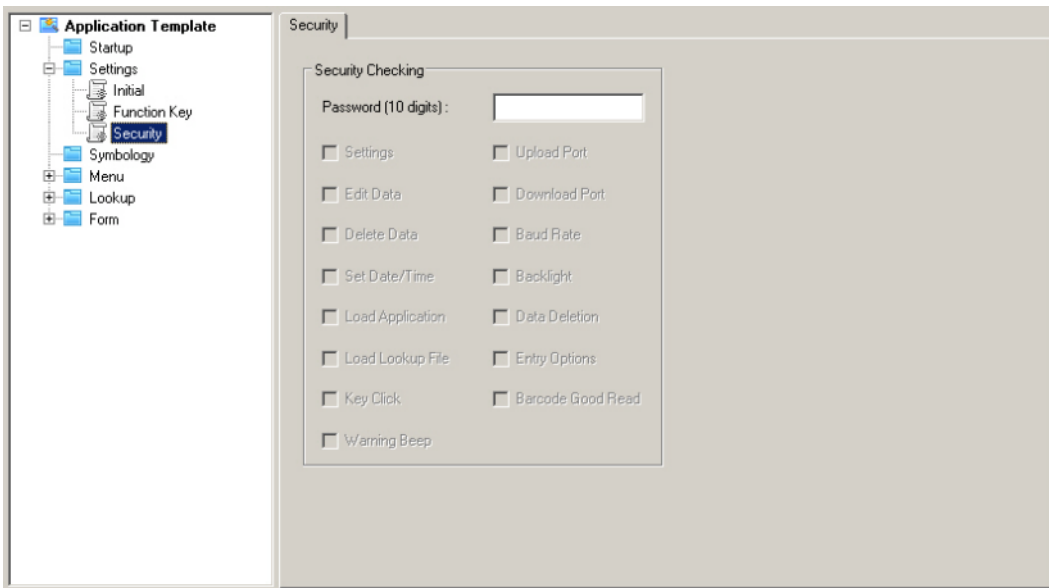 Application Template
Startup
Settings
Initial
Function Key
Security
Symbology
Menu
Lookup
Form
Security
Security Checking
Password (10 digits) :
Settings
Upload Port
Edit Data
Download Port
Delete Data
Baud Rate
Set Date/Time
Backlight
Load Application
Data Deletion
Load Lookup File
Entry Options
Key Click
Barcode Good Read
Warning Beep